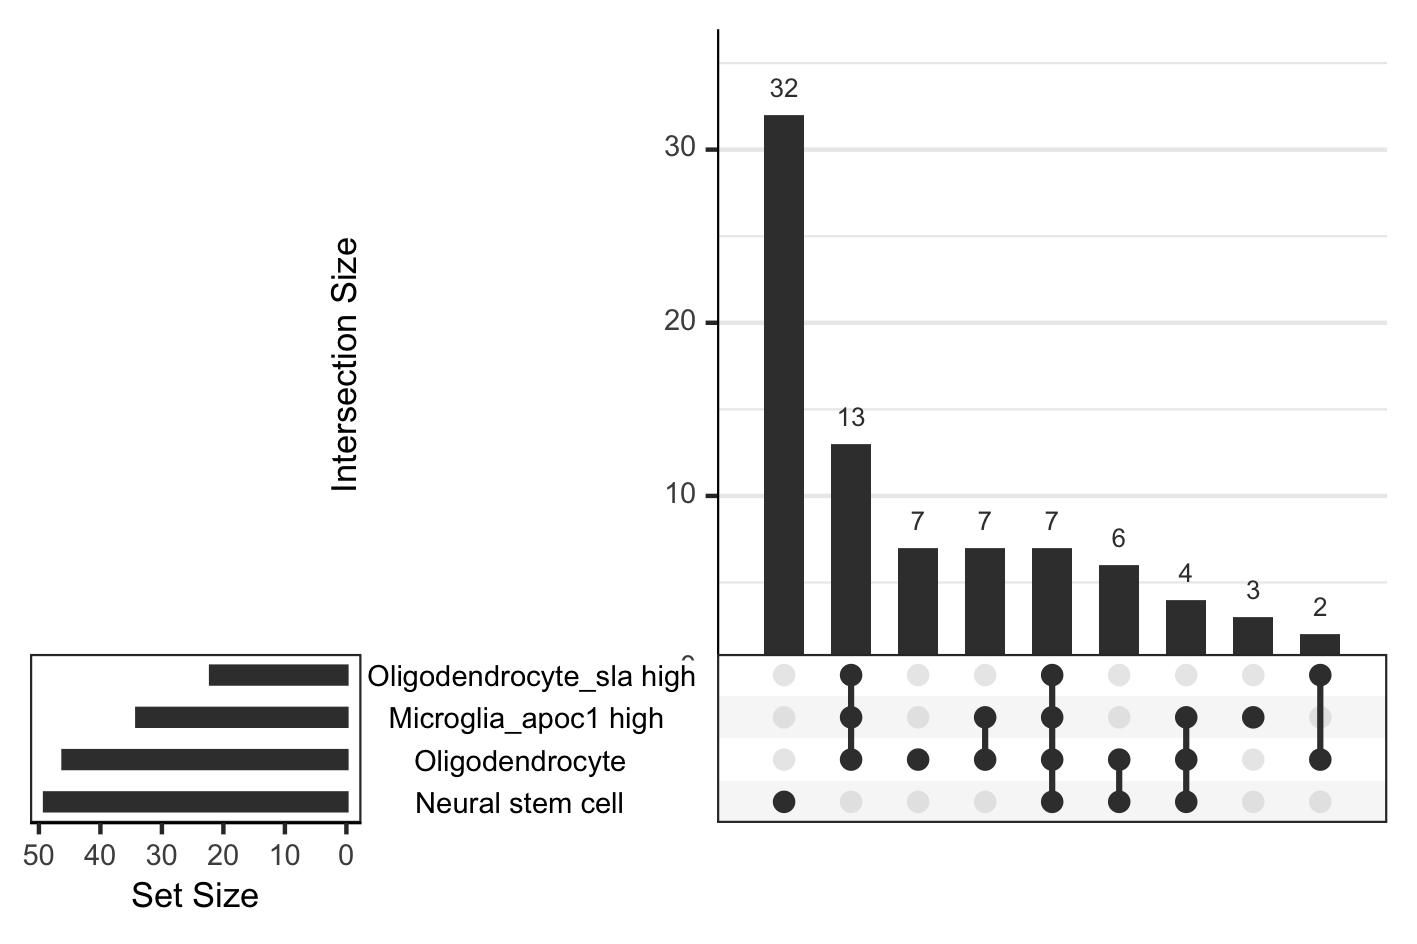 Intersection Size
30
20
10
0
32
13
7
7
7
6
4
3
2
Oligodendrocyte_sla high
Microglia_apoc1 high
Oligodendrocyte
Neural stem cell
50 40 30 20 10 0
Set Size